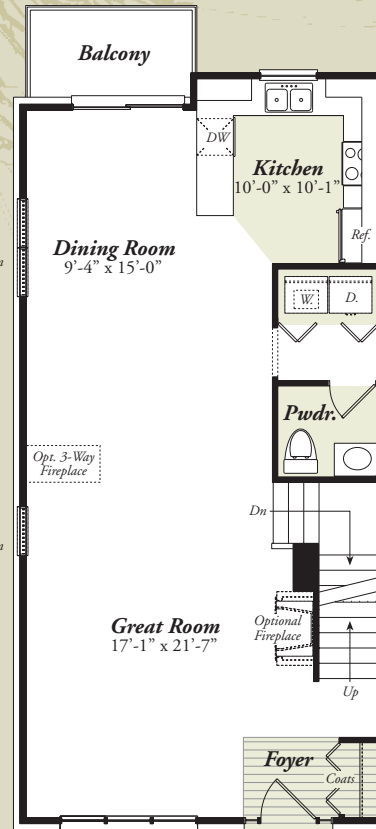 Balcony
DW
Kitchen
10'-0" x 10'-1"
Ref.
Dining Room
9'-4" x 15'-0"
W.
D.
Pwdr.
Opt. 3-Way
Fireplace
Dn
Optional
Fireplace
Great Room
17'-1" x 21'-7"
Up
Foyer
Coats